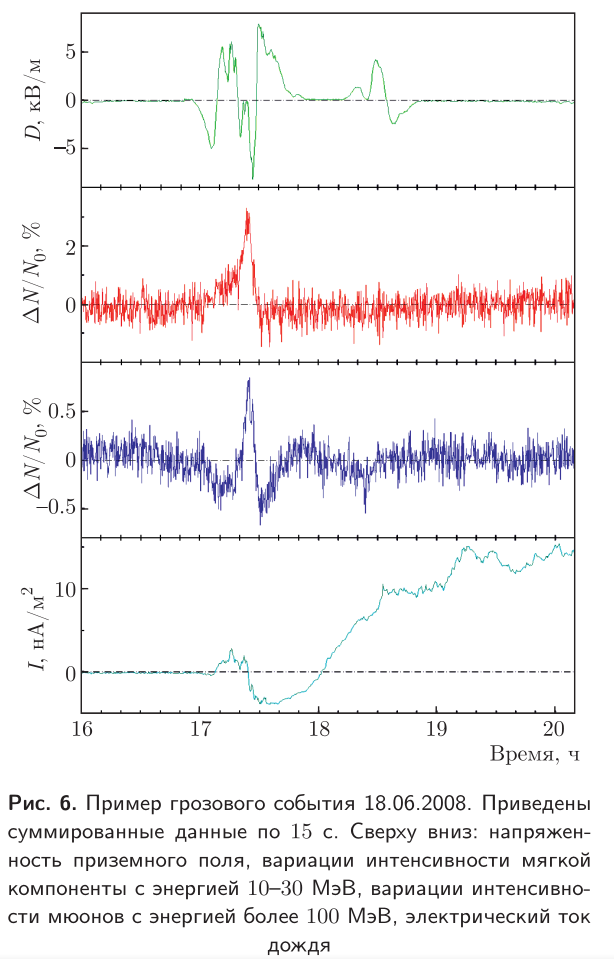 D, кВ/м
5
0
−5
ΔN/N0, %
2
0
ΔN/N0, %
0.5
0
−0.5
I, нА/м²
10
0
16 17 18 19 20
Время, ч
Рис. 6. Пример грозового события 18.06.2008. Приведены
суммированные данные по 15 с. Сверху вниз: напряжен-
ность приземного поля, вариации интенсивности мягкой
компоненты с энергией 10–30 МэВ, вариации интенсивно-
сти мюонов с энергией более 100 МэВ, электрический ток
дождя